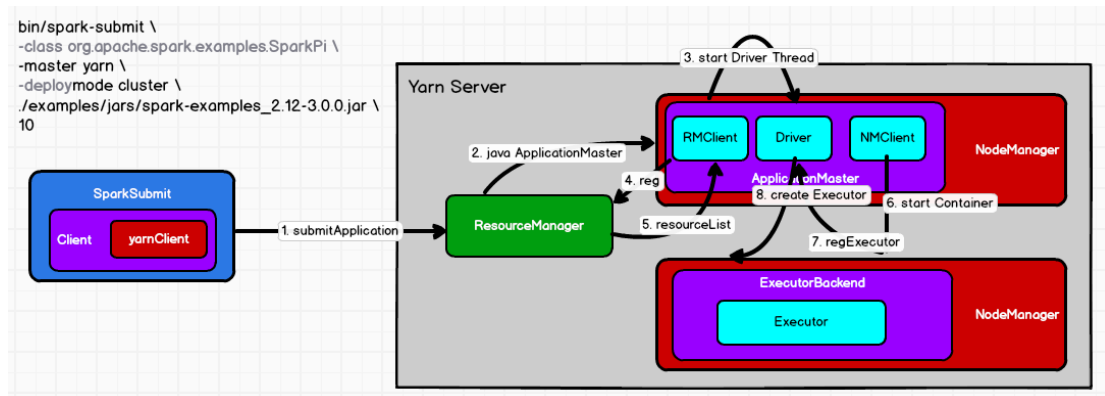 bin/spark-submit \
-class org.apache.spark.examples.SparkPi \
-master yarn \
-deploymode cluster \
./examples/jars/spark-examples_2.12-3.0.0.jar \
10
SparkSubmit
Client
yarnClient
1. submitApplication
Yarn Server
2. java ApplicationMaster
ResourceManager
3. start Driver Thread
RMClient
Driver
NMClient
NodeManager
ApplicationMaster
4. reg
5. resourceList
8. create Executor
6. start Container
7. regExecutor
ExecutorBackend
Executor
NodeManager